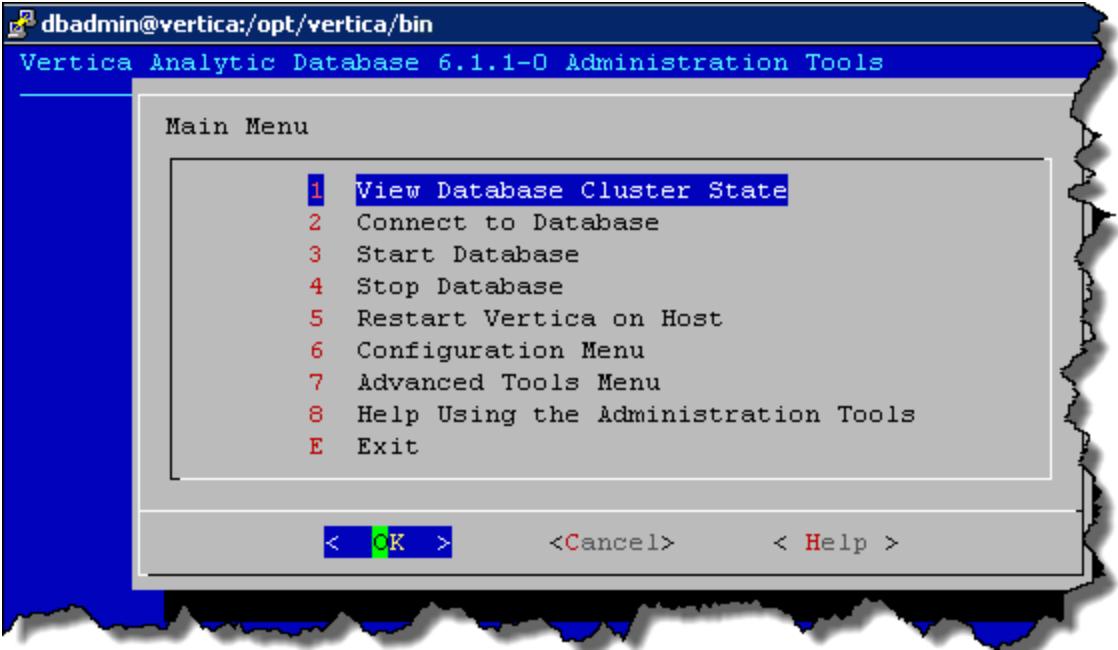 dbadmin@vertica:/opt/vertica/bin
Vertica Analytic Database 6.1.1-0 Administration Tools
Main Menu
1 View Database Cluster State
2 Connect to Database
3 Start Database
4 Stop Database
5 Restart Vertica on Host
6 Configuration Menu
7 Advanced Tools Menu
8 Help Using the Administration Tools
E Exit
< OK > <Cancel> < Help >